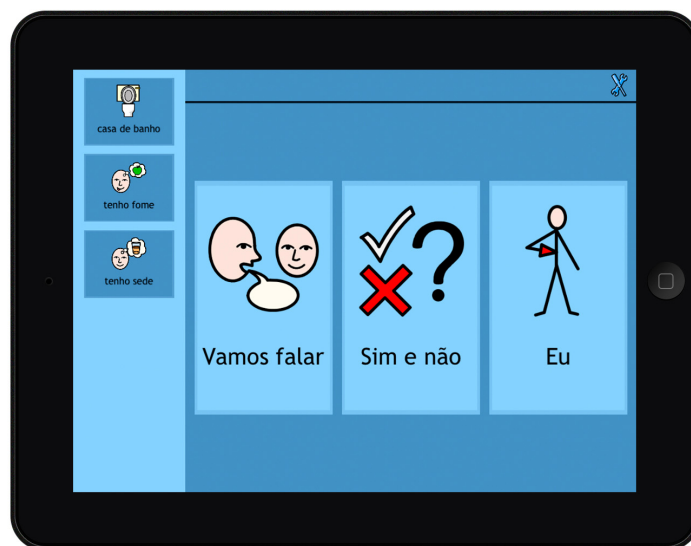 casa de banho
tenho fome
tenho sede
Vamos falar
Sim e não
Eu